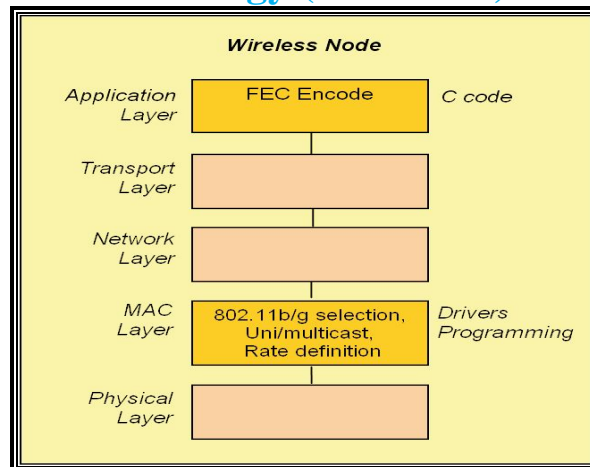 Wireless Node
Application Layer
FEC Encode
C code
Transport Layer
Network Layer
MAC Layer
802.11b/g selection,
Uni/multicast,
Rate definition
Drivers Programming
Physical Layer